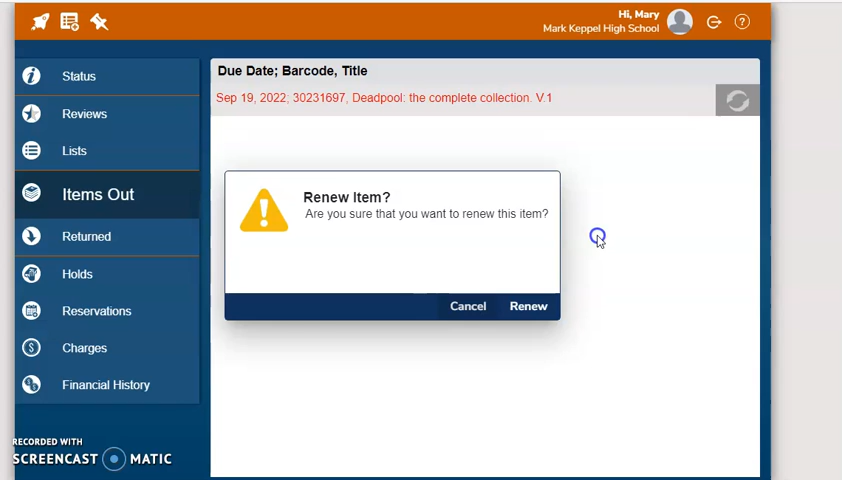 Hi, Mary
Mark Keppel High School
?
Status
Reviews
Lists
Items Out
Returned
Holds
Reservations
Charges
Financial History
Due Date; Barcode, Title
Sep 19, 2022; 30231697, Deadpool: the complete collection. V.1
Renew Item?
Are you sure that you want to renew this item?
Cancel Renew
RECORDED WITH
SCREENCAST MATIC